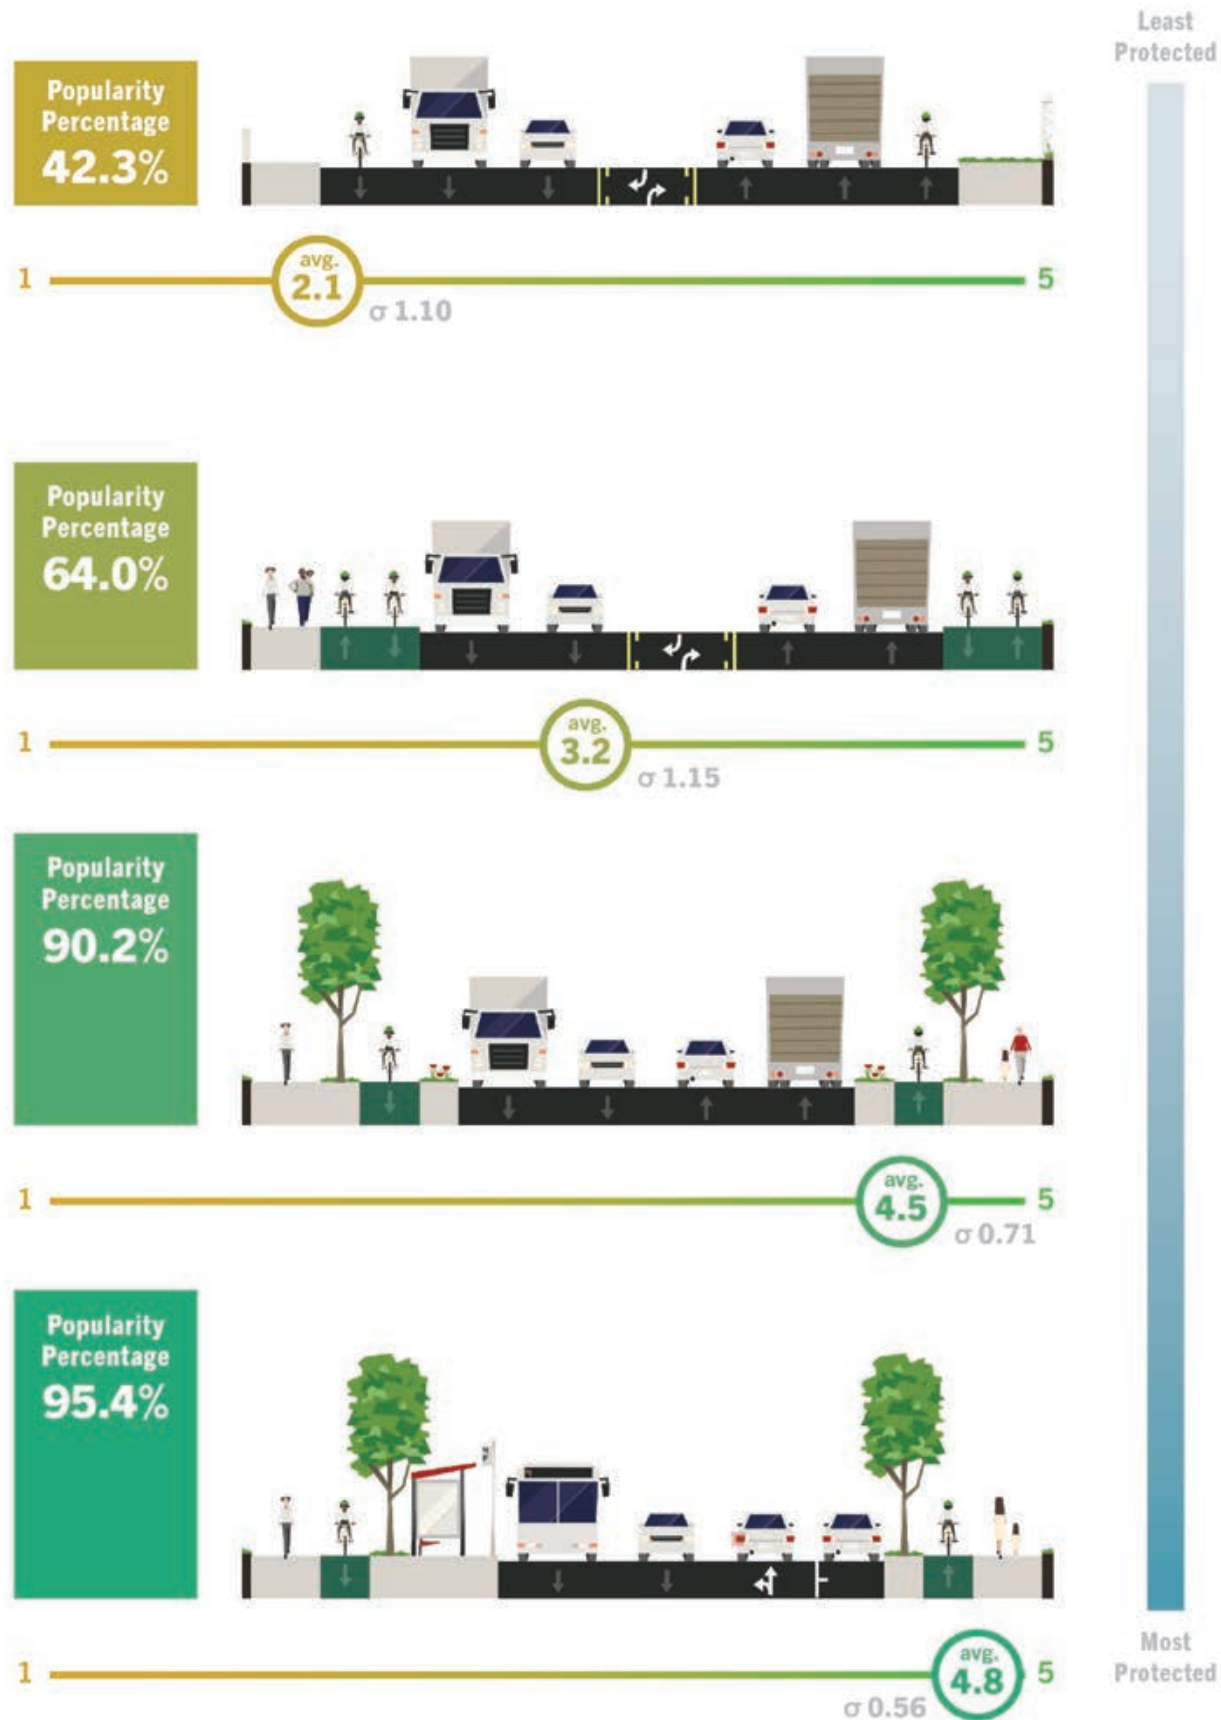 Least
Protected
Popularity
Percentage
42.3%
1
avg.
2.1
σ 1.10
5
Popularity
Percentage
64.0%
1
avg.
3.2
σ 1.15
5
Popularity
Percentage
90.2%
1
avg.
4.5
σ 0.71
5
Popularity
Percentage
95.4%
1
avg.
4.8
σ 0.56
5
Most
Protected